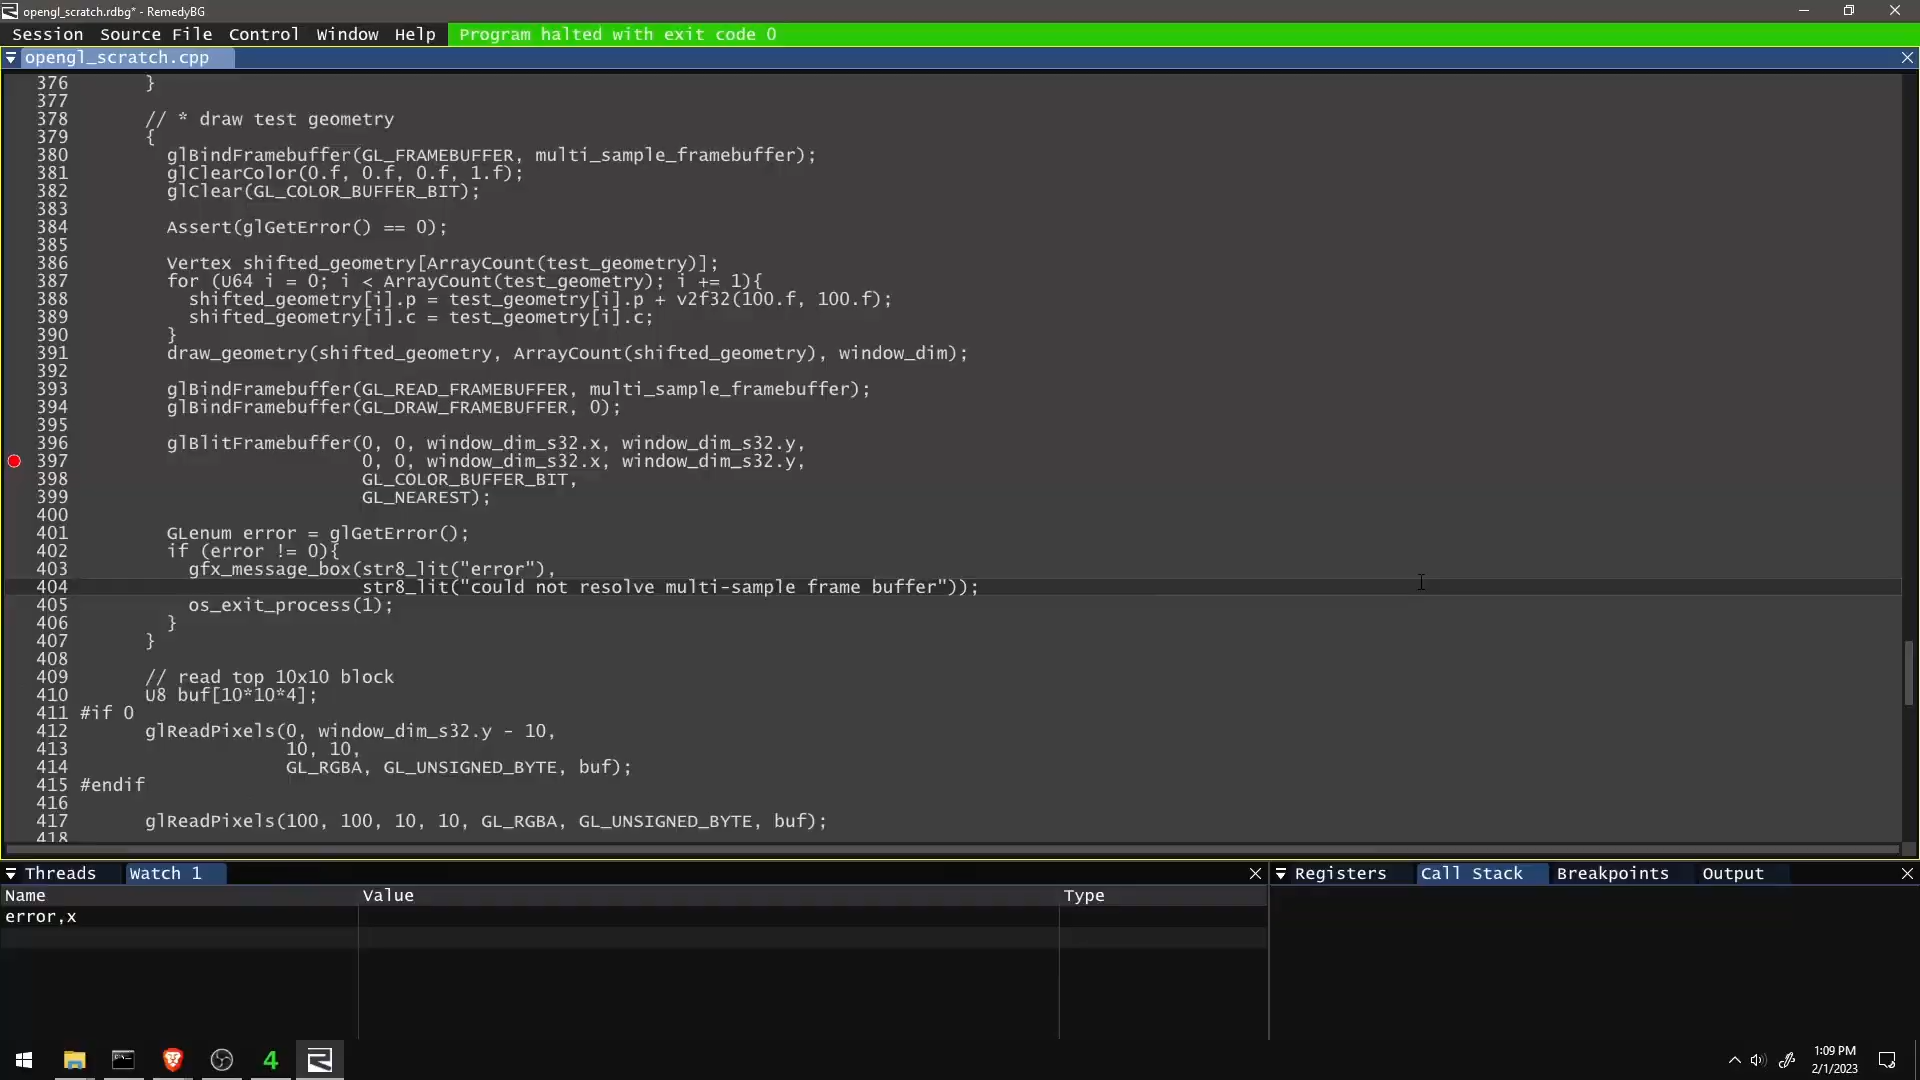 opengl_scratch.rdbg* - RemedyBG
Session Source File Control Window Help Program halted with exit code 0
opengl_scratch.cpp
376 }
377
378 // * draw test geometry
379 {
380 glBindFramebuffer(GL_FRAMEBUFFER, multi_sample_framebuffer);
381 glClearColor(0.f, 0.f, 0.f, 1.f);
382 glClear(GL_COLOR_BUFFER_BIT);
383
384 Assert(glGetError() == 0);
385
386 Vertex shifted_geometry[ArrayCount(test_geometry)];
387 for (U64 i = 0; i < ArrayCount(test_geometry); i += 1){
388 shifted_geometry[i].p = test_geometry[i].p + v2f32(100.f, 100.f);
389 shifted_geometry[i].c = test_geometry[i].c;
390 }
391 draw_geometry(shifted_geometry, ArrayCount(shifted_geometry), window_dim);
392
393 glBindFramebuffer(GL_READ_FRAMEBUFFER, multi_sample_framebuffer);
394 glBindFramebuffer(GL_DRAW_FRAMEBUFFER, 0);
395
396 glBlitFramebuffer(0, 0, window_dim_s32.x, window_dim_s32.y,
397 0, 0, window_dim_s32.x, window_dim_s32.y,
398 GL_COLOR_BUFFER_BIT,
399 GL_NEAREST);
400
401 GLenum error = glGetError();
402 if (error != 0){
403 gfx_message_box(str8_lit("error"),
404 str8_lit("could not resolve multi-sample frame buffer"));
405 os_exit_process(1);
406 }
407 }
408
409 // read top 10x10 block
410 U8 buf[10*10*4];
411 #if 0
412 glReadPixels(0, window_dim_s32.y - 10,
413 10, 10,
414 GL_RGBA, GL_UNSIGNED_BYTE, buf);
415 #endif
416
417 glReadPixels(100, 100, 10, 10, GL_RGBA, GL_UNSIGNED_BYTE, buf);
418
Threads Watch 1 Registers Call Stack Breakpoints Output
Name Value Type
error,x
4
1:09 PM
2/1/2023